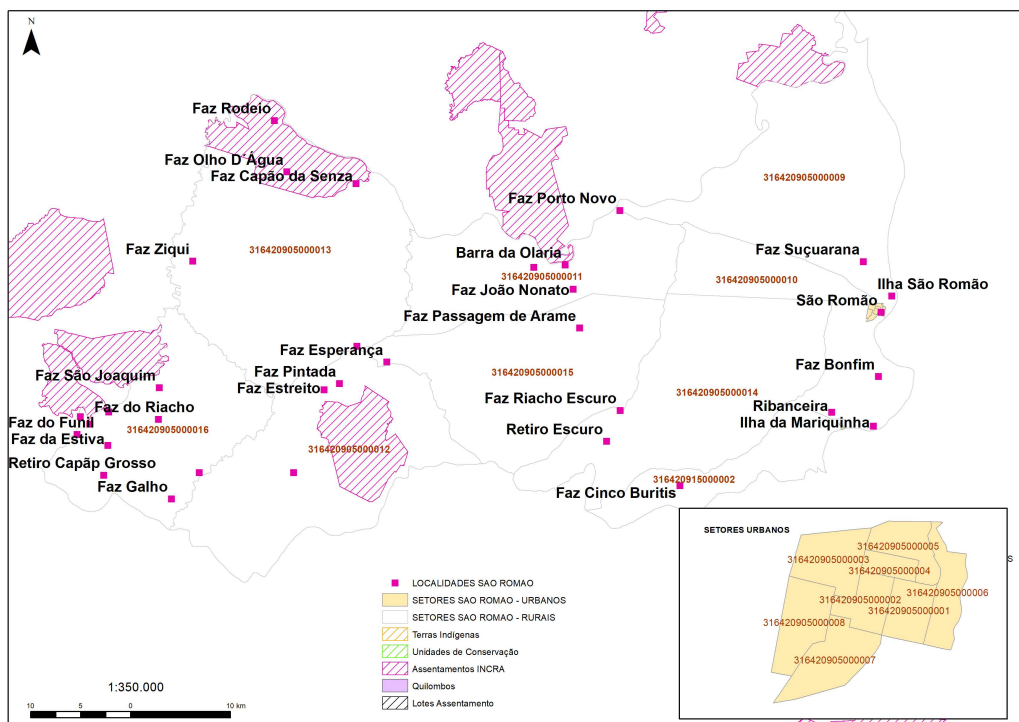 N
Faz Rodeio
Faz Olho D'Água
Faz Capão da Senza
316420905000009
Faz Porto Novo
Faz Ziqui
316420905000013
Barra da Olaria
Faz Suçuarana
316420905000011
316420905000010
Faz João Nonato
Ilha São Romão
São Romão
Faz Passagem de Arame
Faz Esperança
Faz Pintada
316420905000015
Faz Bonfim
Faz São Joaquim
Faz Estreito
316420905000014
Faz do Riacho
Faz Riacho Escuro
Ribanceira
Faz do Funil
316420905000016
Retiro Escuro
Ilha da Mariquinha
Faz da Estiva
316420905000012
Retiro Capãp Grosso
Faz Galho
316420915000002
Faz Cinco Buritis
SETORES URBANOS
316420905000005
316420905000003
316420905000004
316420905000006
316420905000002
316420905000001
316420905000008
316420905000007
S
LOCALIDADES SAO ROMAO
SETORES SAO ROMAO - URBANOS
SETORES SAO ROMAO - RURAIS
Terras Indígenas
Unidades de Conservação
Assentamentos INCRA
Quilombos
Lotes Assentamento
1:350.000
10 5 0 10 km